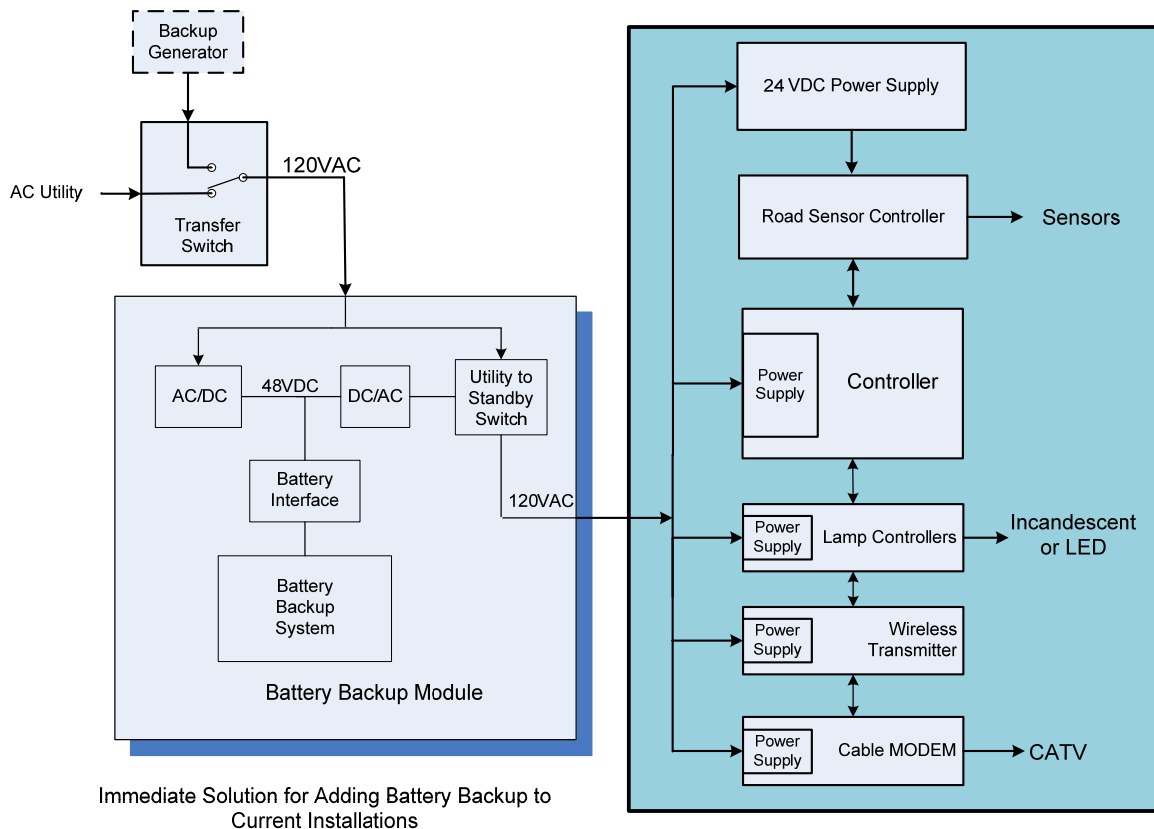 Backup
Generator
AC Utility
120VAC
Transfer
Switch
AC/DC
48VDC
DC/AC
Utility to
Standby
Switch
Battery
Interface
120VAC
Battery
Backup
System
Battery Backup Module
Immediate Solution for Adding Battery Backup to
Current Installations
24 VDC Power Supply
Road Sensor Controller
Sensors
Power
Supply
Controller
Power
Supply
Lamp Controllers
Incandescent
or LED
Power
Supply
Wireless
Transmitter
Power
Supply
Cable MODEM
CATV